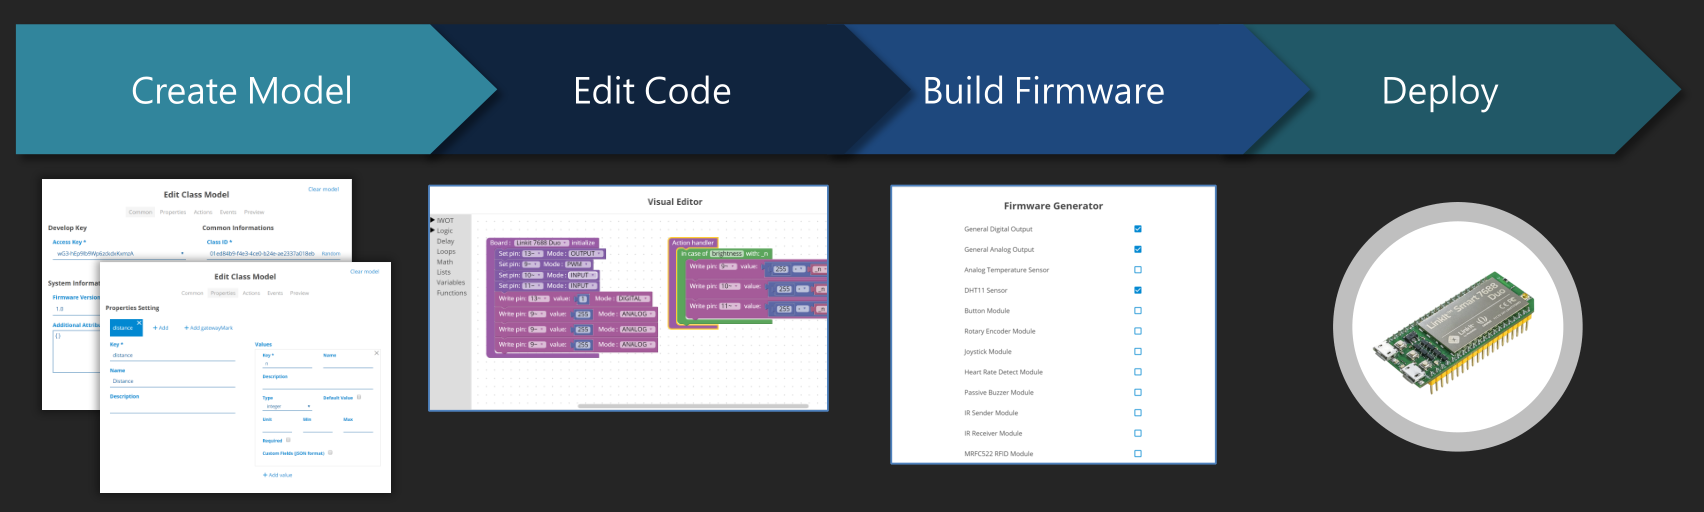 Create Model
Edit Code
Build Firmware
Deploy
Edit Class Model
Clear model
Common Properties Actions Events Preview
Develop Key
Common Informations
Access Key *
Class ID *
System Informat
Firmware Version
1.0
Additional Attribu
{}
Edit Class Model
Clear model
Common Properties Actions Events Preview
Properties Setting
distance ×
+ Add
+ Add gatewayMark
Key *
distance
Name
Distance
Description
Values
Key *
Name
Description
Type
Default Value
integer
Unit Min Max
Required
Custom Fields (JSON format)
+ Add value
Visual Editor
IWOT
Logic
Delay
Loops
Math
Lists
Variables
Functions
Board : Linkit 7688 Duo initialize
Set pin: 13 Mode : OUTPUT
Set pin: 9 Mode : PWM
Set pin: 10 Mode : INPUT
Set pin: 11 Mode : INPUT
Write pin: 13 value: 1 Mode : DIGITAL
Write pin: 9 value: 255 Mode : ANALOG
Write pin: 9 value: 255 Mode : ANALOG
Write pin: 9 value: 255 Mode : ANALOG
Action handler
in case of brightness with: _n
Write pin: 9 value: 255 - _n
Write pin: 10 value: 255 - _n
Write pin: 11 value: 255 - _n
Firmware Generator
General Digital Output
General Analog Output
Analog Temperature Sensor
DHT11 Sensor
Button Module
Rotary Encoder Module
Joystick Module
Heart Rate Detect Module
Passive Buzzer Module
IR Sender Module
IR Receiver Module
MRFC522 RFID Module
LinkIt™ Smart 7688
Duo